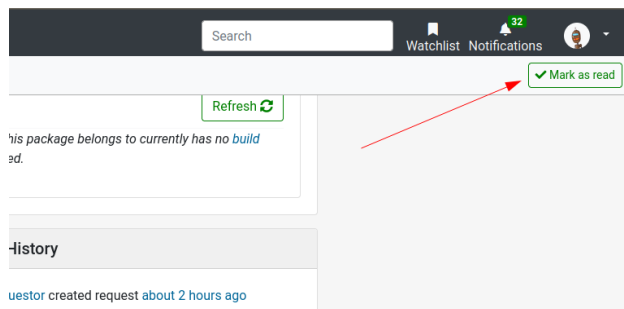 Search
32
Watchlist Notifications
Mark as read
Refresh
his package belongs to currently has no build
ed.
History
uestor created request about 2 hours ago